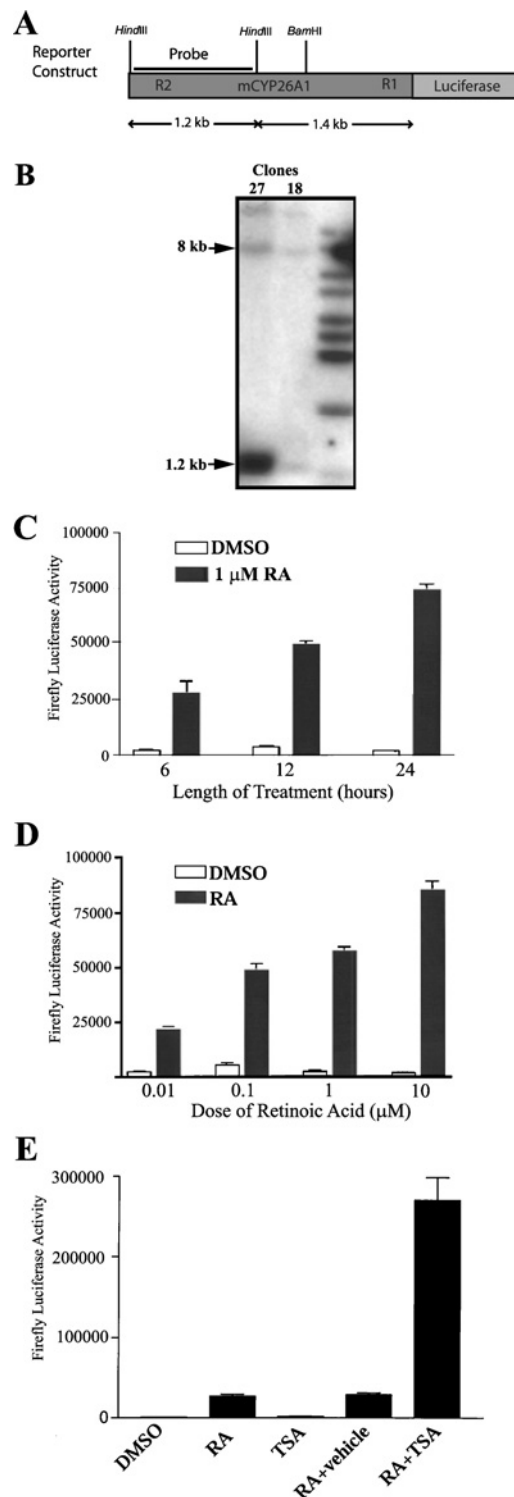 A
HindIII
HindIII
BamHI
Reporter
Construct
Probe
R2
mCYP26A1
R1
Luciferase
1.2 kb
1.4 kb
B
Clones
27 18
8 kb
1.2 kb
C
100000
75000
50000
25000
0
Firefly Luciferase Activity
DMSO
1 μM RA
6
12
24
Length of Treatment (hours)
D
100000
75000
50000
25000
Firefly Luciferase Activity
DMSO
RA
0.01
0.1
1
10
Dose of Retinoic Acid (μM)
E
300000
200000
100000
0
Firefly Luciferase Activity
DMSO
RA
TSA
RA+vehicle
RA+TSA